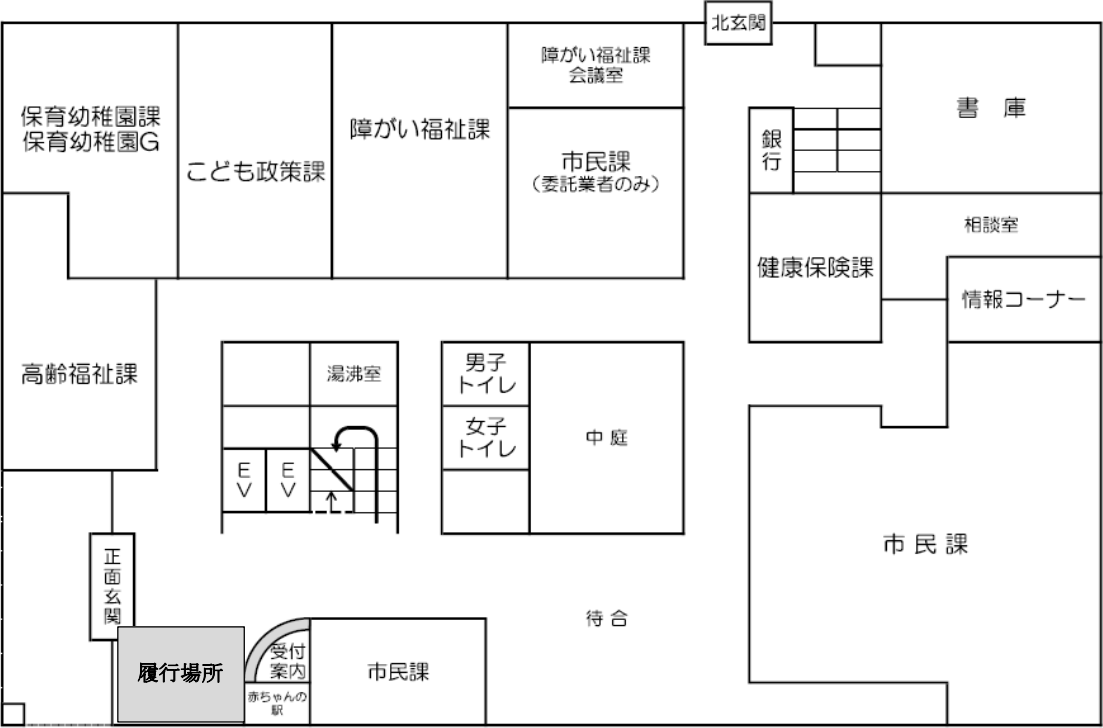 北玄関
保育幼稚園課
保育幼稚園G
こども政策課
障がい福祉課
障がい福祉課
会議室
市民課
（委託業者のみ）
銀行
書　庫
相談室
健康保険課
情報コーナー
高齢福祉課
湯沸室
男子
トイレ
女子
トイレ
中 庭
EV
EV
正面玄関
市 民 課
待 合
履行場所
受付
案内
赤ちゃんの
駅
市民課